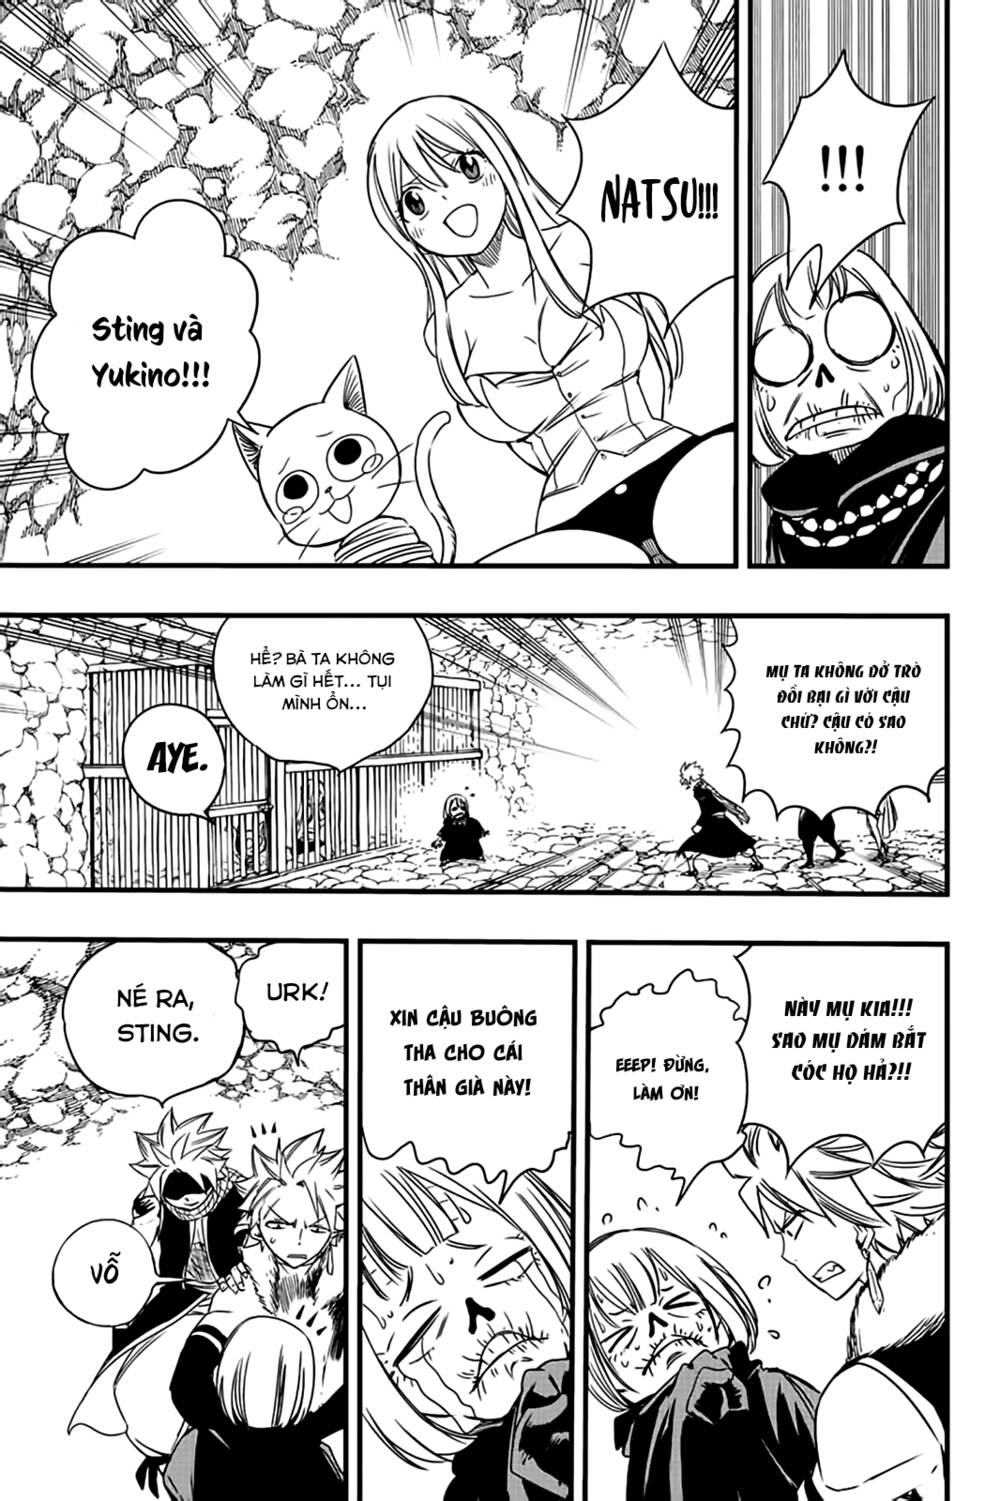 !!!
NATSU!!!
Sting và
Yukino!!!
MỤ TA KHÔNG DỞ TRÒ
ĐỒI BẠI GÌ VỚI CẬU
CHỨ? CẬU CÓ SAO
KHÔNG?!
HỂ? BÀ TA KHÔNG
LÀM GÌ HẾT... TỤI
MÌNH ỔN...
AYE.
NÀY MỤ KIA!!!
SAO MỤ DÁM BẮT
CÓC HỌ HẢ?!!
EEEP! ĐỪNG,
LÀM ƠN!
XIN CẬU BUÔNG
THA CHO CÁI
THÂN GIÀ NÀY!
URK!
NÉ RA,
STING.
VỖ